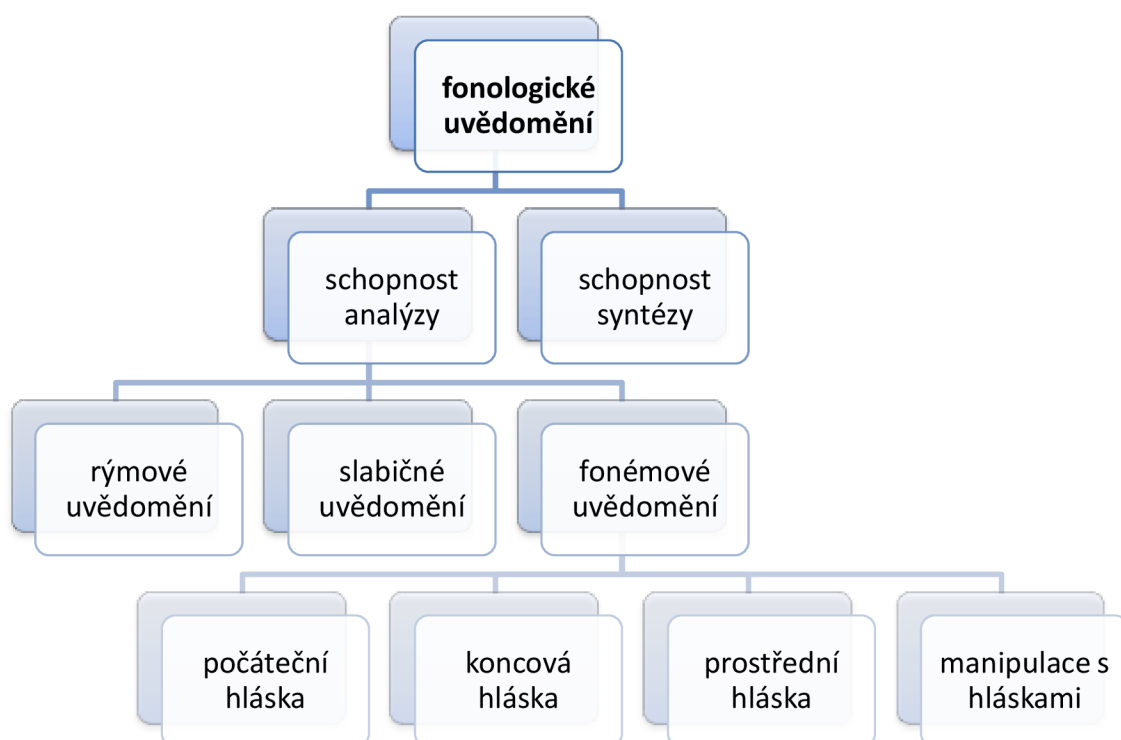 fonologické
uvědomění
schopnost
analýzy
schopnost
syntézy
rýmové
uvědomění
slabičné
uvědomění
fonémové
uvědomění
počáteční
hláska
koncová
hláska
prostřední
hláska
manipulace s
hláskami